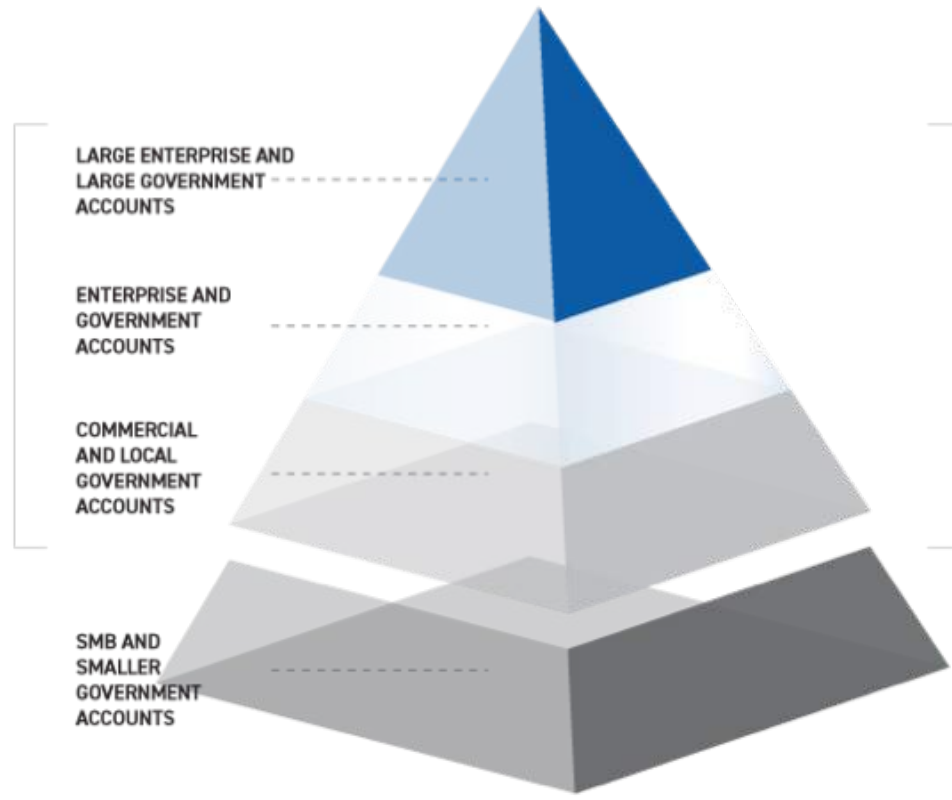 LARGE ENTERPRISE AND
LARGE GOVERNMENT
ACCOUNTS
ENTERPRISE AND
GOVERNMENT
ACCOUNTS
COMMERCIAL
AND LOCAL
GOVERNMENT
ACCOUNTS
SMB AND
SMALLER
GOVERNMENT
ACCOUNTS